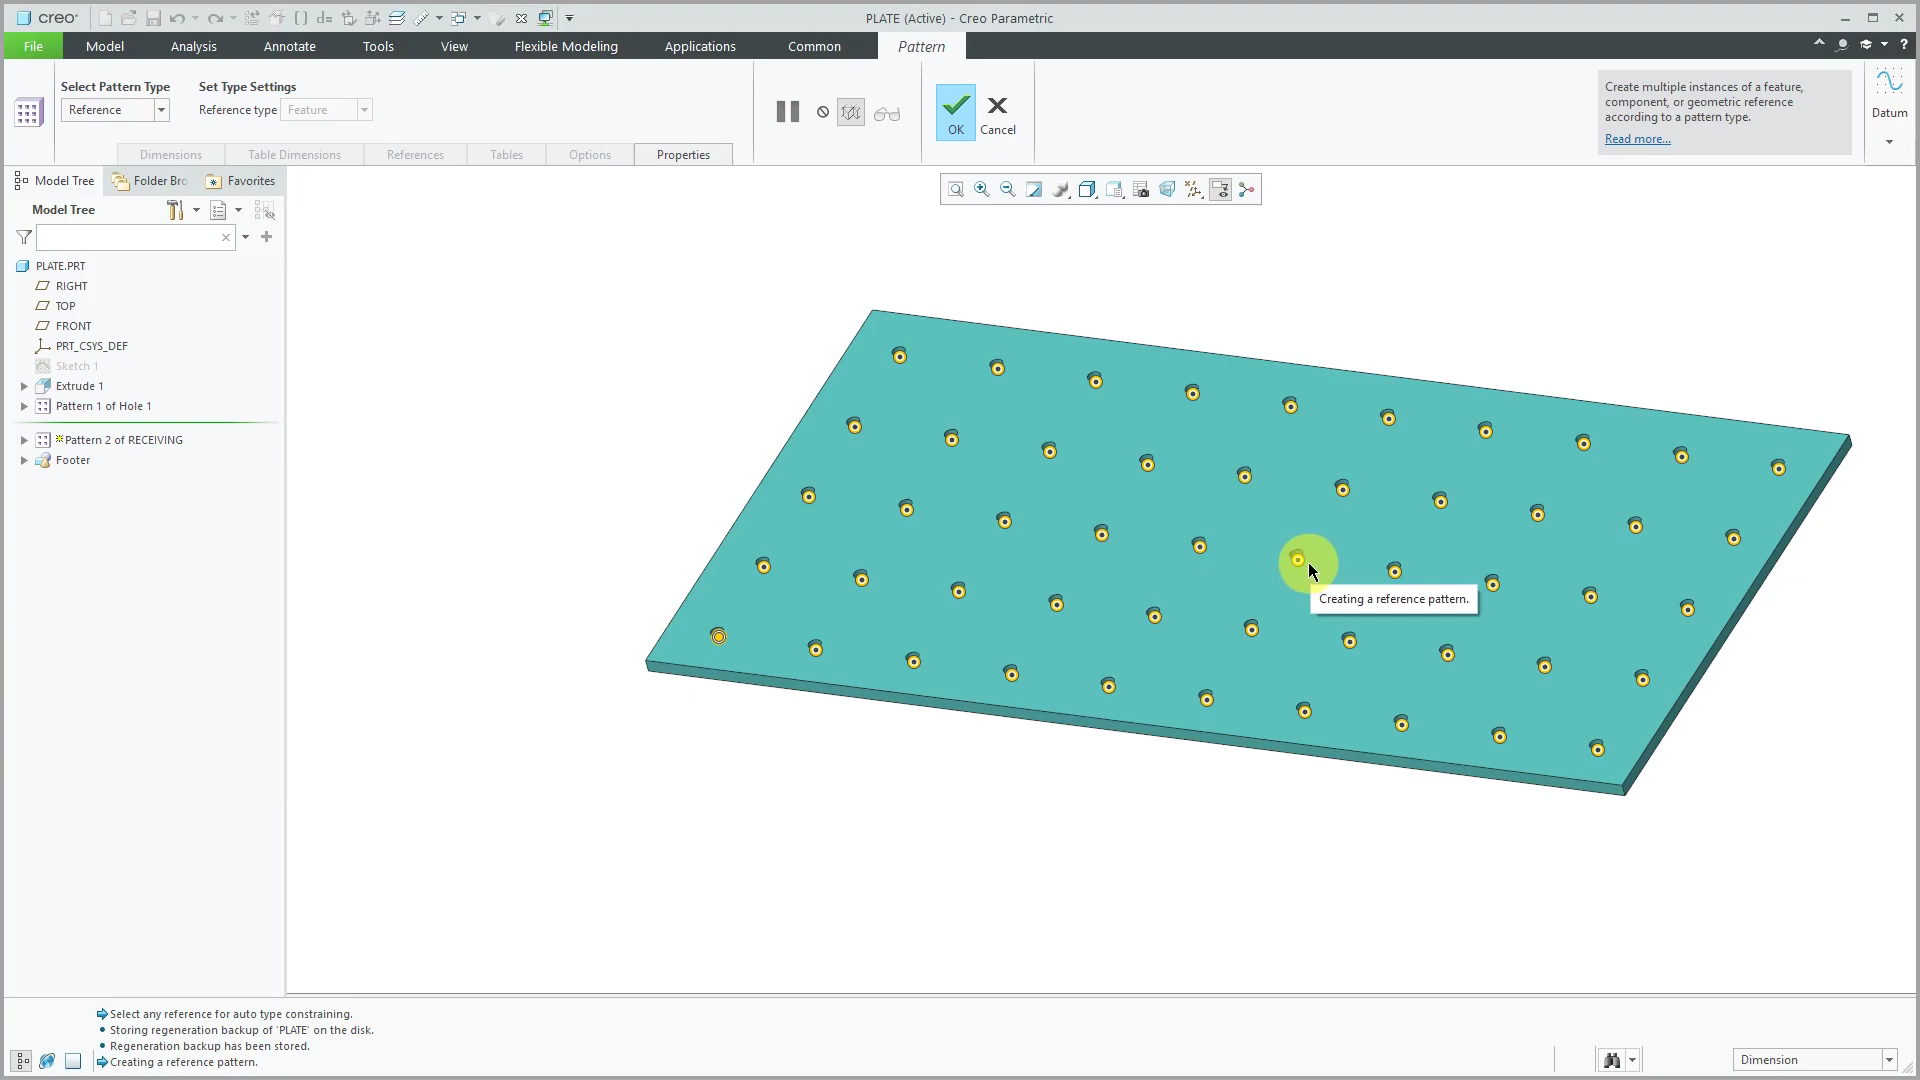 creo
PLATE (Active) - Creo Parametric
File
Model
Analysis
Annotate
Tools
View
Flexible Modeling
Applications
Common
Pattern
Select Pattern Type
Set Type Settings
Reference
Reference type
Feature
OK
Cancel
Create multiple instances of a feature,
component, or geometric reference
according to a pattern type.
Read more...
Datum
Dimensions
Table Dimensions
References
Tables
Options
Properties
Model Tree
Folder Bro
Favorites
Model Tree
PLATE.PRT
RIGHT
TOP
FRONT
PRT_CSYS_DEF
Sketch 1
Extrude 1
Pattern 1 of Hole 1
Pattern 2 of RECEIVING
Footer
Creating a reference pattern.
Select any reference for auto type constraining.
Storing regeneration backup of 'PLATE' on the disk.
Regeneration backup has been stored.
Creating a reference pattern.
Dimension